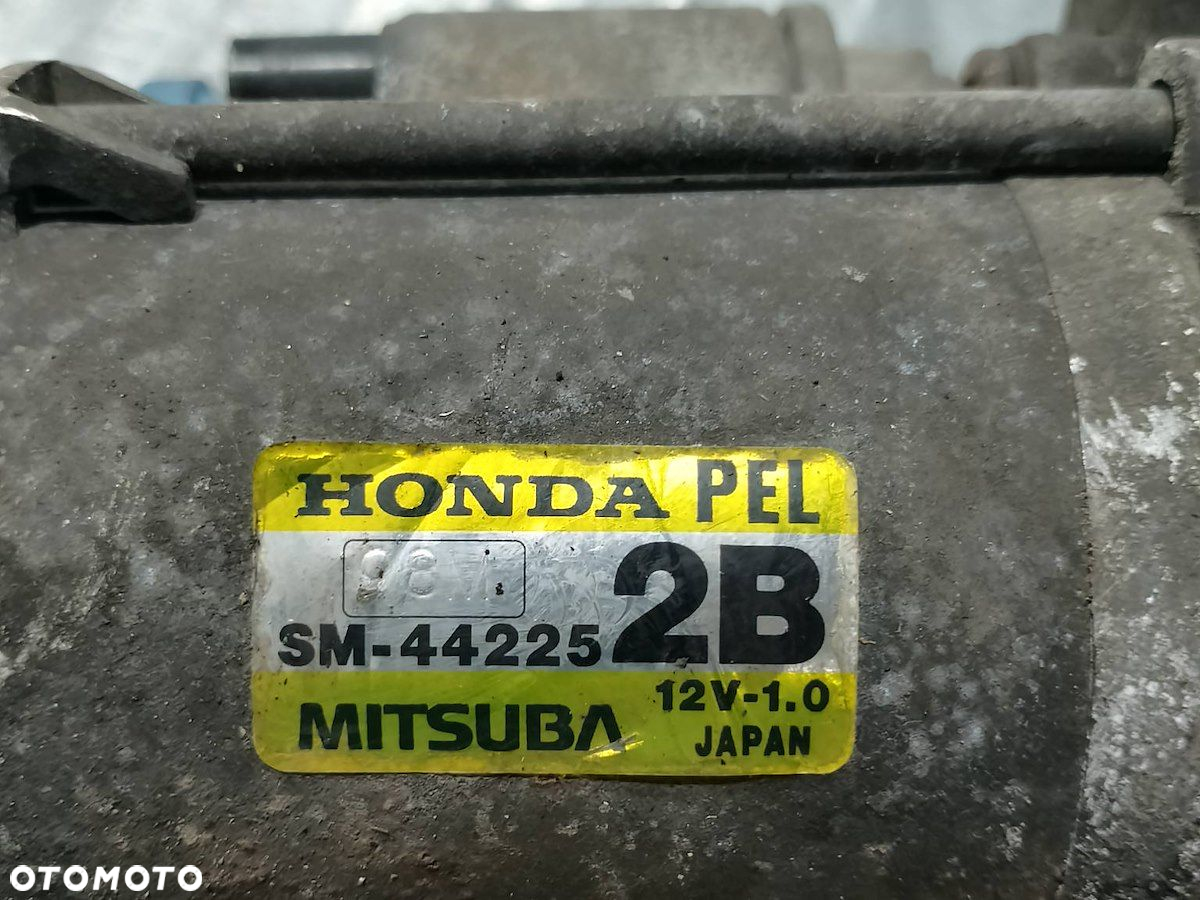 HONDA PEL
2B
SM-44225
12V-1.0
MITSUBA
JAPAN
OTOMOTO